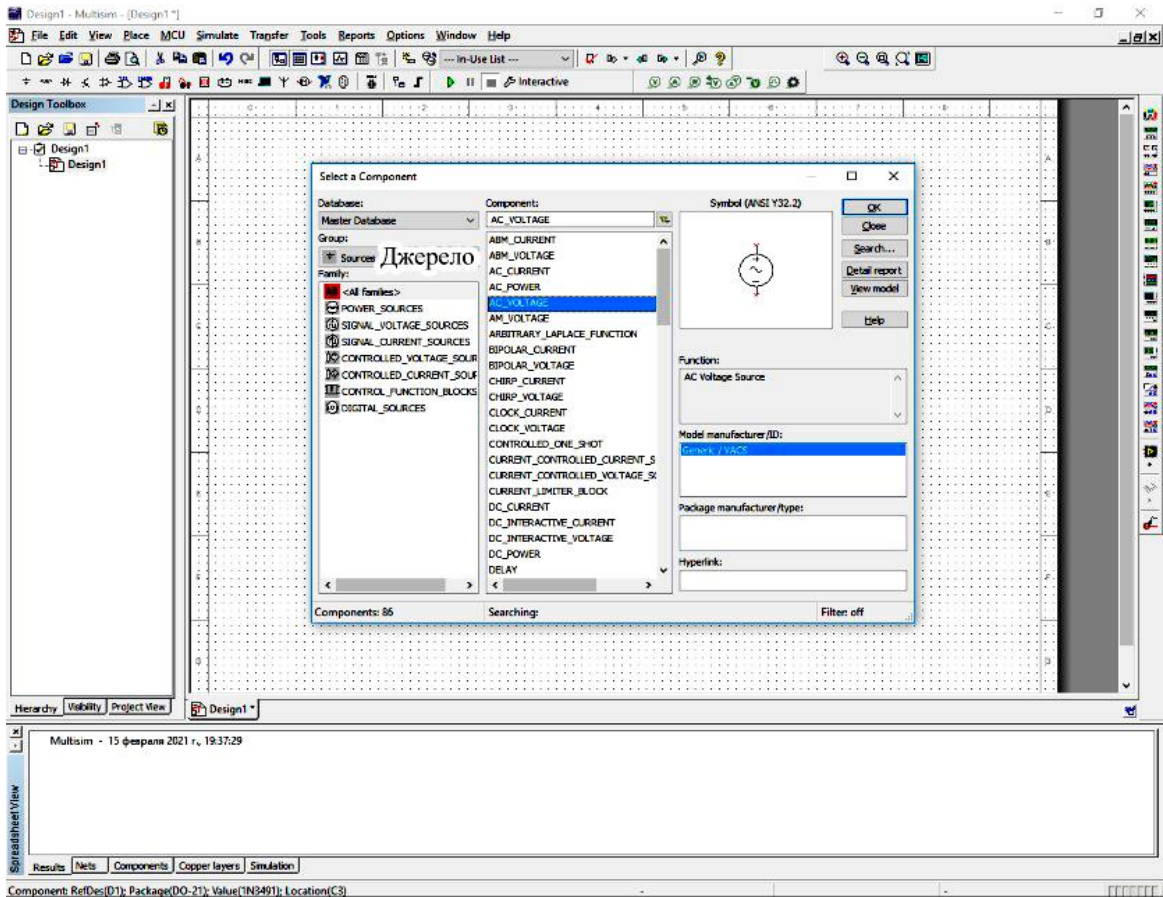 Design1 - Multisim - [Design1 *]
File Edit View Place MCU Simulate Transfer Tools Reports Options Window Help
--- In-Use List ---
Interactive
Design Toolbox
Design1
Design1
Select a Component
Database:
Master Database
Group:
Sources Джерело
Family:
<All families>
POWER_SOURCES
SIGNAL_VOLTAGE_SOURCES
SIGNAL_CURRENT_SOURCES
CONTROLLED_VOLTAGE_SOUR
CONTROLLED_CURRENT_SOUR
CONTROL_FUNCTION_BLOCKS
DIGITAL_SOURCES
Component:
AC_VOLTAGE
ABM_CURRENT
ABM_VOLTAGE
AC_CURRENT
AC_POWER
AC_VOLTAGE
AM_VOLTAGE
ARBITRARY_LAPLACE_FUNCTION
BIPOLAR_CURRENT
BIPOLAR_VOLTAGE
CHIRP_CURRENT
CHIRP_VOLTAGE
CLOCK_CURRENT
CLOCK_VOLTAGE
CONTROLLED_ONE_SHOT
CURRENT_CONTROLLED_CURRENT_S
CURRENT_CONTROLLED_VOLTAGE_SO
CURRENT_LIMITER_BLOCK
DC_CURRENT
DC_INTERACTIVE_CURRENT
DC_INTERACTIVE_VOLTAGE
DC_POWER
DELAY
Symbol (ANSI Y32.2)
OK
Close
Search...
Detail report
View model
Help
Function:
AC Voltage Source
Model manufacturer/ID:
Generic / VACS
Package manufacturer/type:
Hyperlink:
Components: 86
Searching:
Filter: off
Hierarchy Visibility Project View
Design1 *
Multisim - 15 февраля 2021 г., 19:37:29
Spreadsheet View
Results Nets Components Copper layers Simulation
Component: RefDes(D1); Package(DO-21); Value(1N3491); Location(C3)